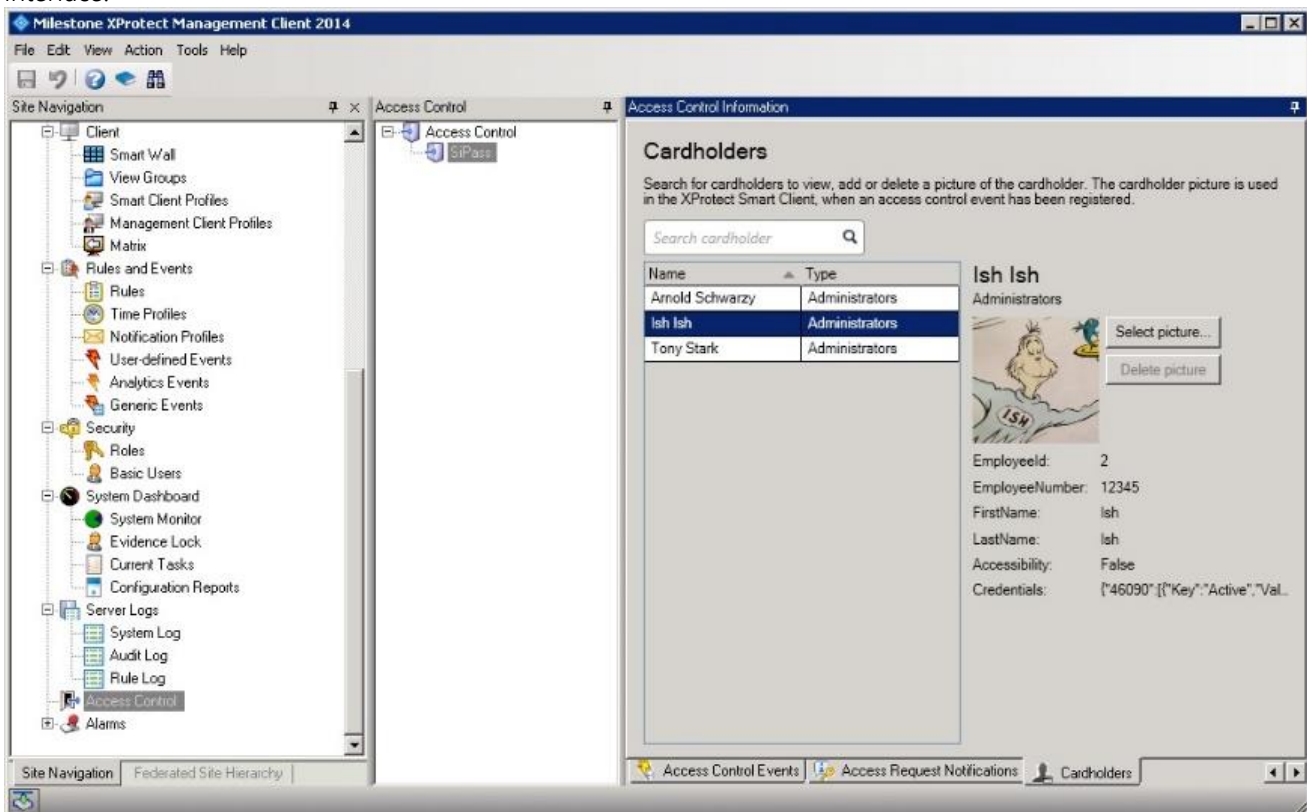 interface.
Milestone XProtect Management Client 2014
File Edit View Action Tools Help
Site Navigation
Client
Smart Wall
View Groups
Smart Client Profiles
Management Client Profiles
Matrix
Rules and Events
Rules
Time Profiles
Notification Profiles
User-defined Events
Analytics Events
Generic Events
Security
Roles
Basic Users
System Dashboard
System Monitor
Evidence Lock
Current Tasks
Configuration Reports
Server Logs
System Log
Audit Log
Rule Log
Access Control
Alarms
Site Navigation Federated Site Hierarchy
Access Control
Access Control
SiPass
Access Control Information
Cardholders
Search for cardholders to view, add or delete a picture of the cardholder. The cardholder picture is used
in the XProtect Smart Client, when an access control event has been registered.
Search cardholder
Name Type
Arnold Schwarzy Administrators
Ish Ish Administrators
Tony Stark Administrators
Ish Ish
Administrators
ISH
Select picture...
Delete picture
EmployeeId: 2
EmployeeNumber: 12345
FirstName: Ish
LastName: Ish
Accessibility: False
Credentials: {"46090":[{"Key":"Active","Val...
Access Control Events Access Request Notifications Cardholders